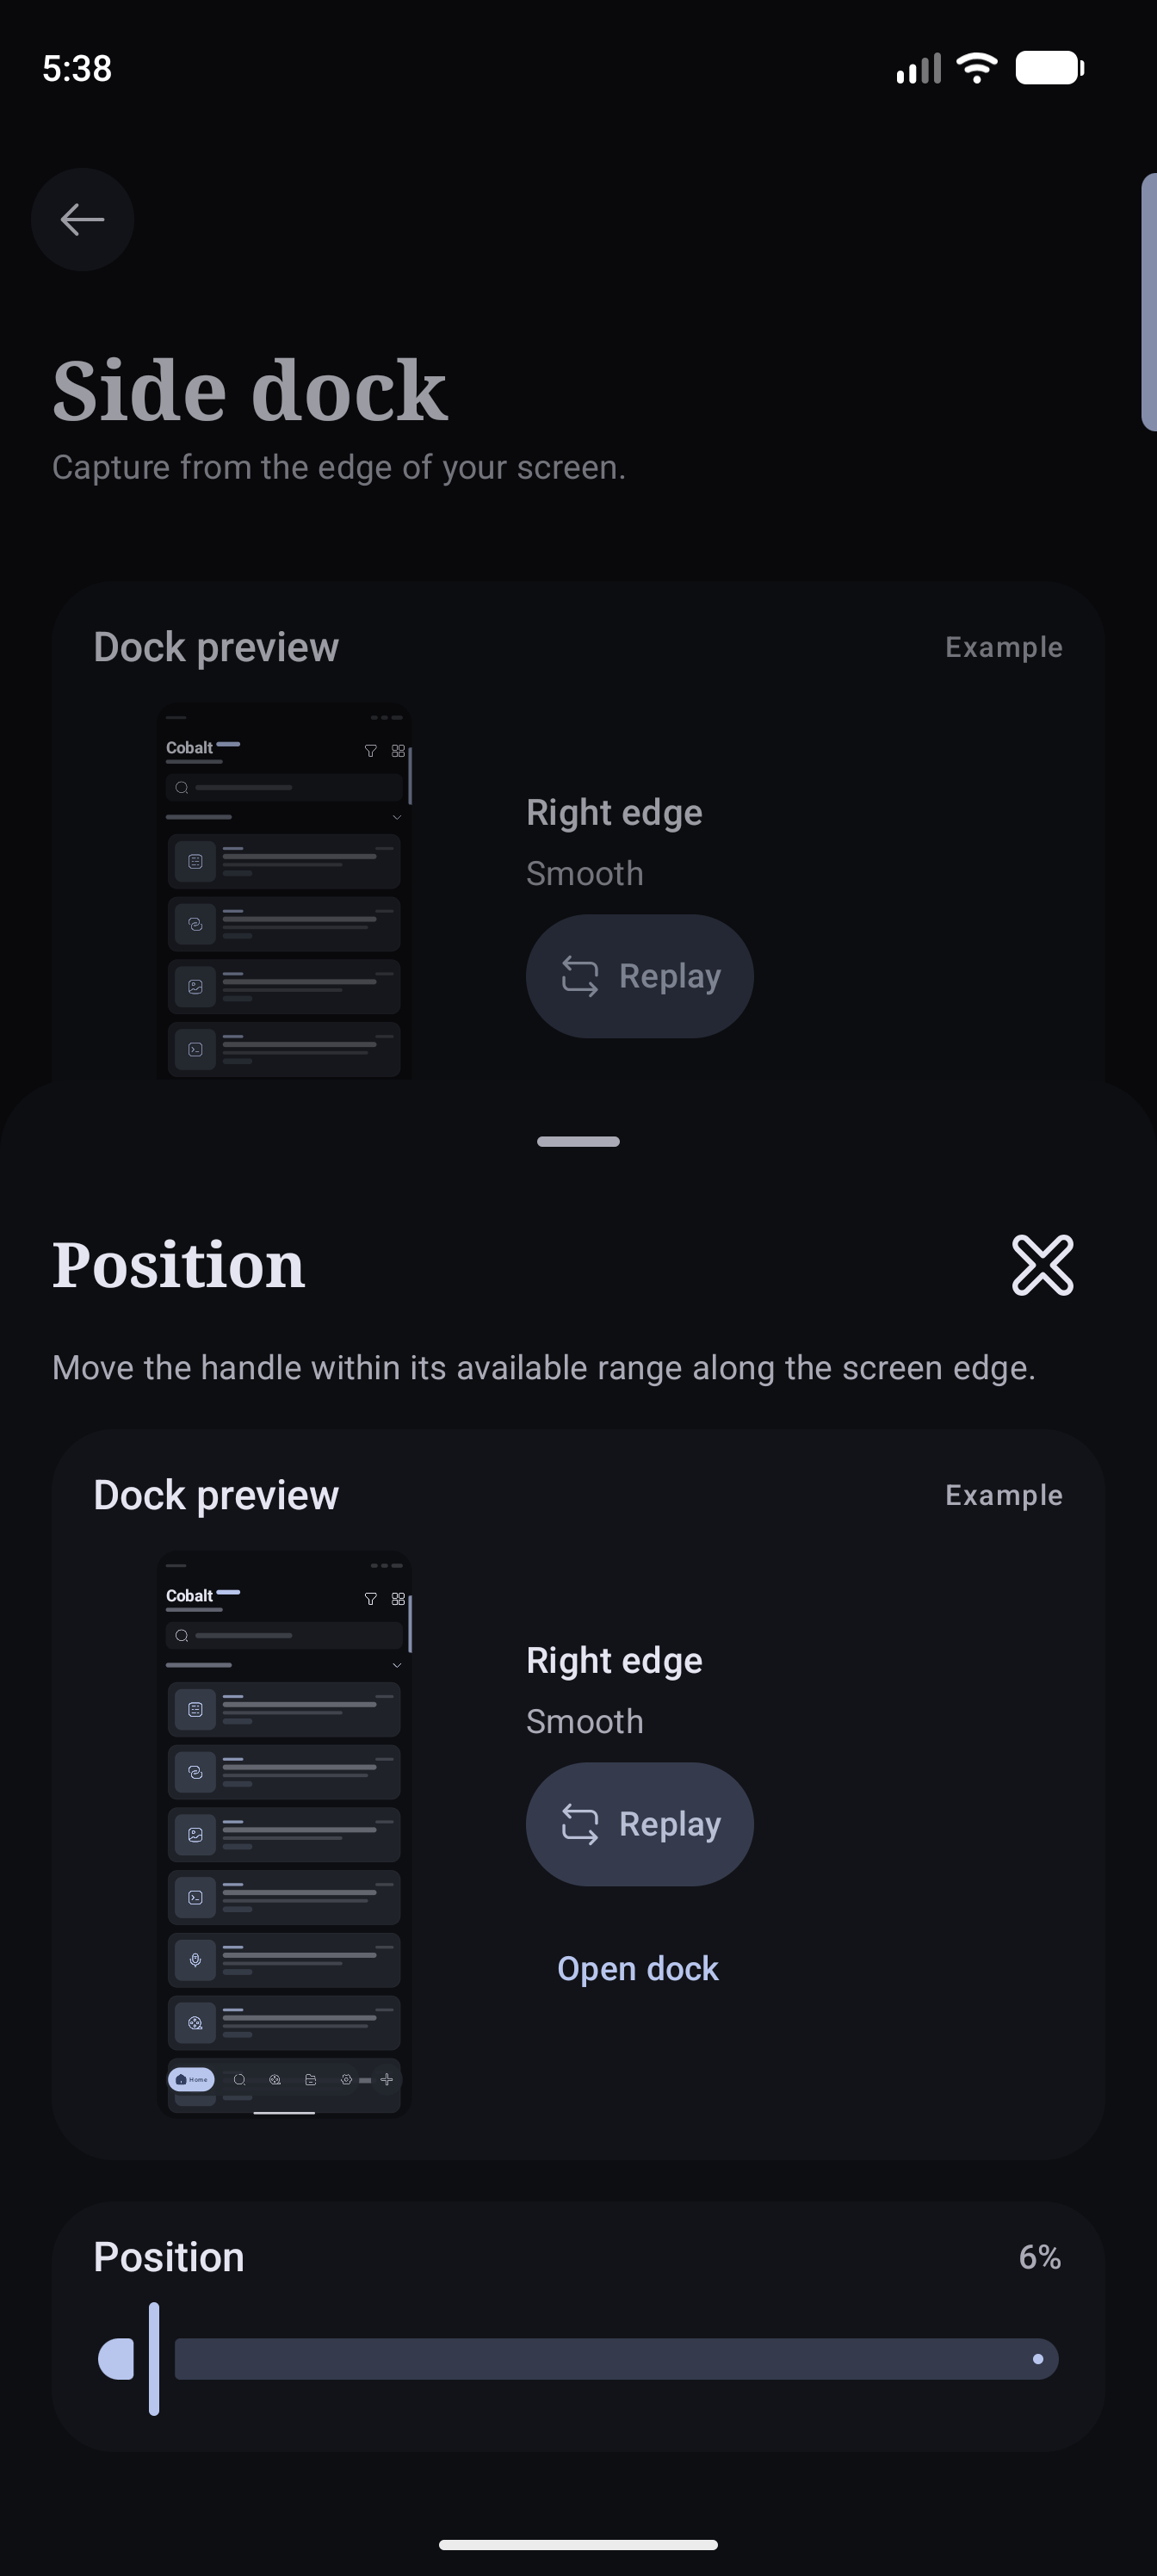 5:38
Side dock
Capture from the edge of your screen.
Dock preview
Example
Cobalt
Right edge
Smooth
Replay
Position
Move the handle within its available range along the screen edge.
Dock preview
Example
Cobalt
Right edge
Smooth
Replay
Open dock
Home
Position
6%